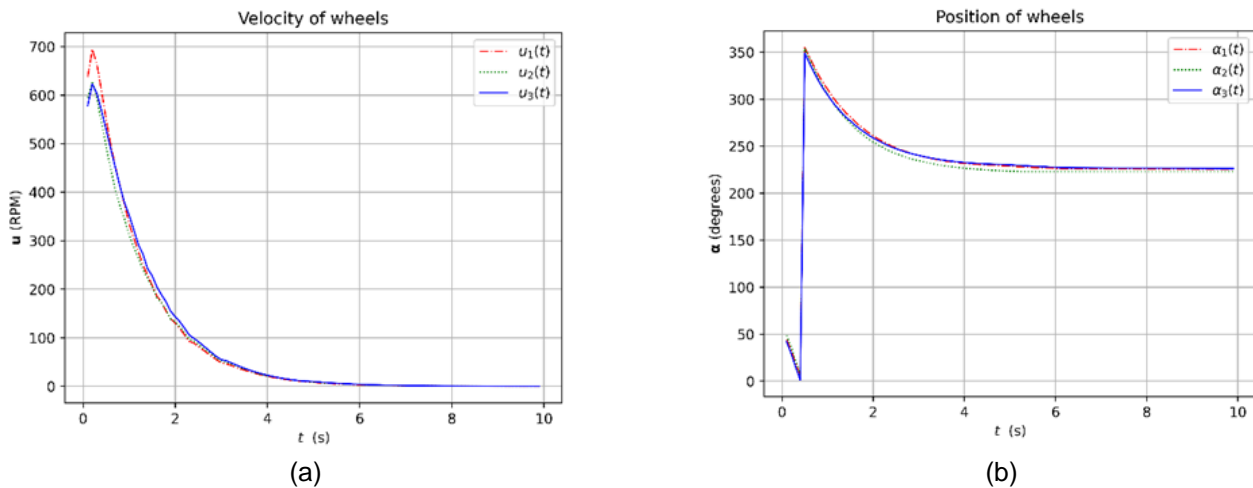 Velocity of wheels
700
600
500
400
300
200
100
0
u (RPM)
0 2 4 6 8 10
t (s)
u₁(t)
u₂(t)
u₃(t)
(a)
Position of wheels
350
300
250
200
150
100
50
0
α (degrees)
0 2 4 6 8 10
t (s)
α₁(t)
α₂(t)
α₃(t)
(b)